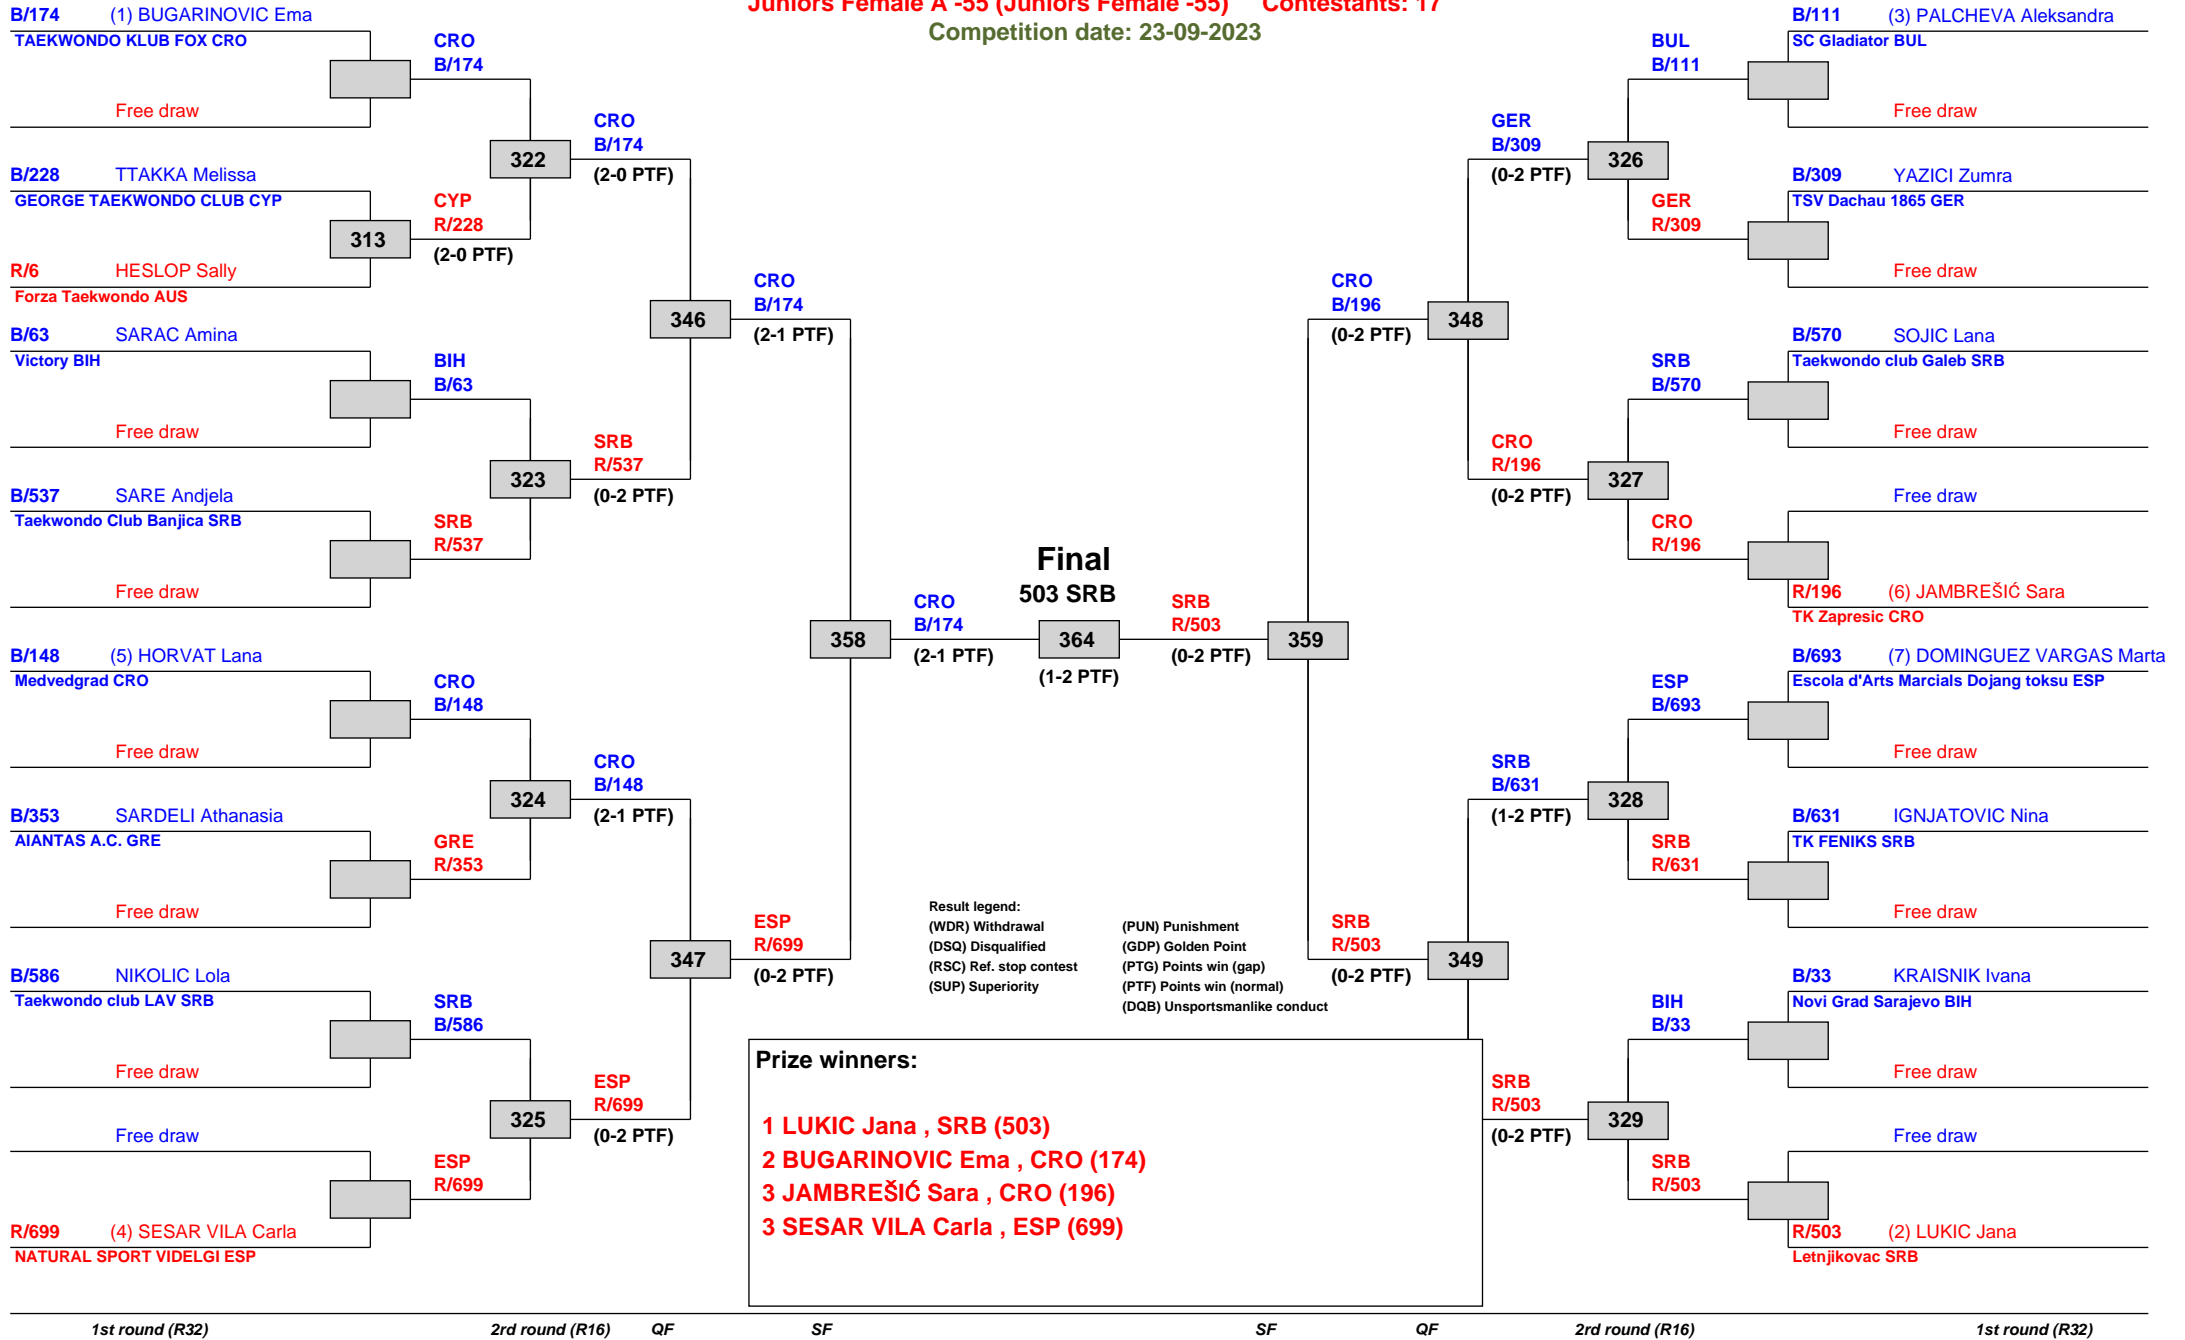 Juniors Female A -55 (Juniors Female -55) Contestants: 17
Competition date: 23-09-2023
B/174 (1) BUGARINOVIC Ema
TAEKWONDO KLUB FOX CRO
Free draw
B/228 TTAKKA Melissa
GEORGE TAEKWONDO CLUB CYP
R/6 HESLOP Sally
Forza Taekwondo AUS
B/63 SARAC Amina
Victory BIH
Free draw
B/537 SARE Andjela
Taekwondo Club Banjica SRB
Free draw
B/148 (5) HORVAT Lana
Medvedgrad CRO
Free draw
B/353 SARDELI Athanasia
AIANTAS A.C. GRE
Free draw
B/586 NIKOLIC Lola
Taekwondo club LAV SRB
Free draw
Free draw
R/699 (4) SESAR VILA Carla
NATURAL SPORT VIDELGI ESP
313
CRO
B/174
CYP
R/228
(2-0 PTF)
BIH
B/63
SRB
R/537
CRO
B/148
GRE
R/353
SRB
B/586
ESP
R/699
322
323
324
325
CRO
B/174
(2-0 PTF)
SRB
R/537
(0-2 PTF)
CRO
B/148
(2-1 PTF)
ESP
R/699
(0-2 PTF)
346
347
CRO
B/174
(2-1 PTF)
ESP
R/699
(0-2 PTF)
358
CRO
B/174
(2-1 PTF)
Final
503 SRB
364
(1-2 PTF)
SRB
R/503
(0-2 PTF)
359
CRO
B/196
(0-2 PTF)
SRB
R/503
(0-2 PTF)
348
349
GER
B/309
(0-2 PTF)
CRO
R/196
(0-2 PTF)
SRB
B/631
(1-2 PTF)
SRB
R/503
(0-2 PTF)
326
327
328
329
BUL
B/111
GER
R/309
SRB
B/570
CRO
R/196
ESP
B/693
SRB
R/631
BIH
B/33
SRB
R/503
B/111 (3) PALCHEVA Aleksandra
SC Gladiator BUL
Free draw
B/309 YAZICI Zumra
TSV Dachau 1865 GER
Free draw
B/570 SOJIC Lana
Taekwondo club Galeb SRB
Free draw
Free draw
R/196 (6) JAMBREŠIĆ Sara
TK Zapresic CRO
B/693 (7) DOMINGUEZ VARGAS Marta
Escola d'Arts Marcials Dojang toksu ESP
Free draw
B/631 IGNJATOVIC Nina
TK FENIKS SRB
Free draw
B/33 KRAISNIK Ivana
Novi Grad Sarajevo BIH
Free draw
Free draw
R/503 (2) LUKIC Jana
Letnjikovac SRB
Result legend:
(WDR) Withdrawal (PUN) Punishment
(DSQ) Disqualified (GDP) Golden Point
(RSC) Ref. stop contest (PTG) Points win (gap)
(SUP) Superiority (PTF) Points win (normal)
(DQB) Unsportsmanlike conduct
Prize winners:
1 LUKIC Jana , SRB (503)
2 BUGARINOVIC Ema , CRO (174)
3 JAMBREŠIĆ Sara , CRO (196)
3 SESAR VILA Carla , ESP (699)
1st round (R32) 2rd round (R16) QF SF SF QF 2rd round (R16) 1st round (R32)